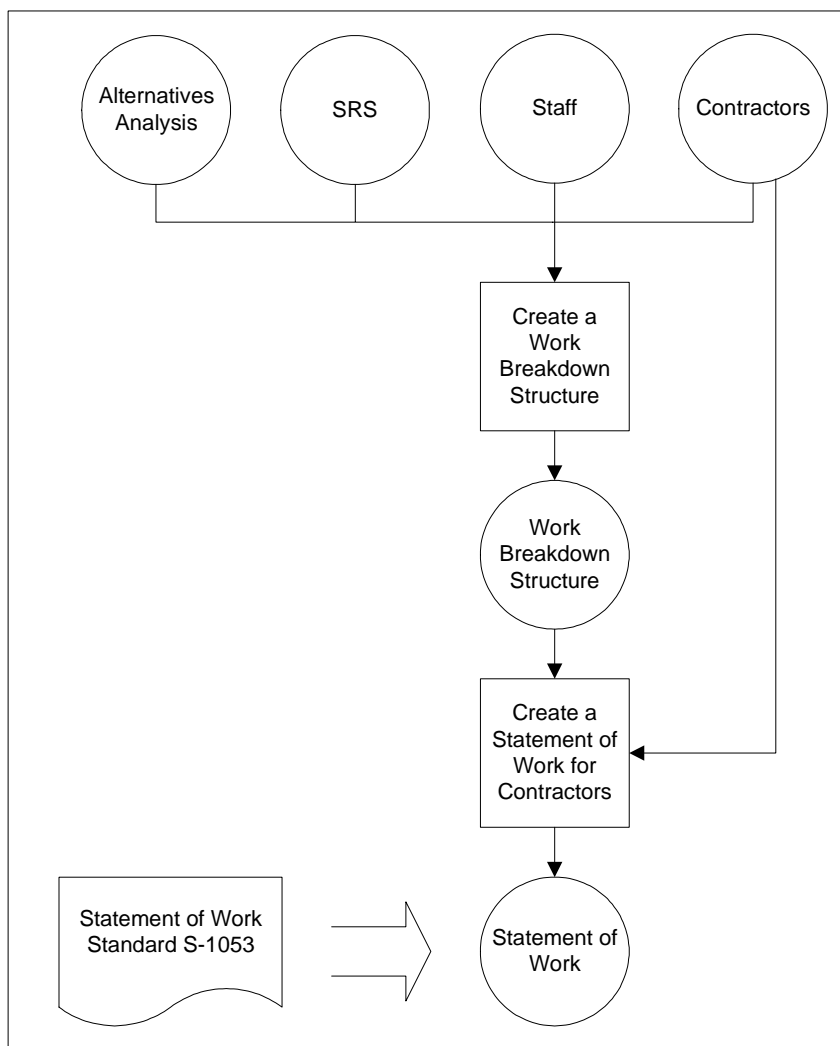 Alternatives
Analysis
SRS
Staff
Contractors
Create a
Work
Breakdown
Structure
Work
Breakdown
Structure
Create a
Statement of
Work for
Contractors
Statement of Work
Standard S-1053
Statement of
Work